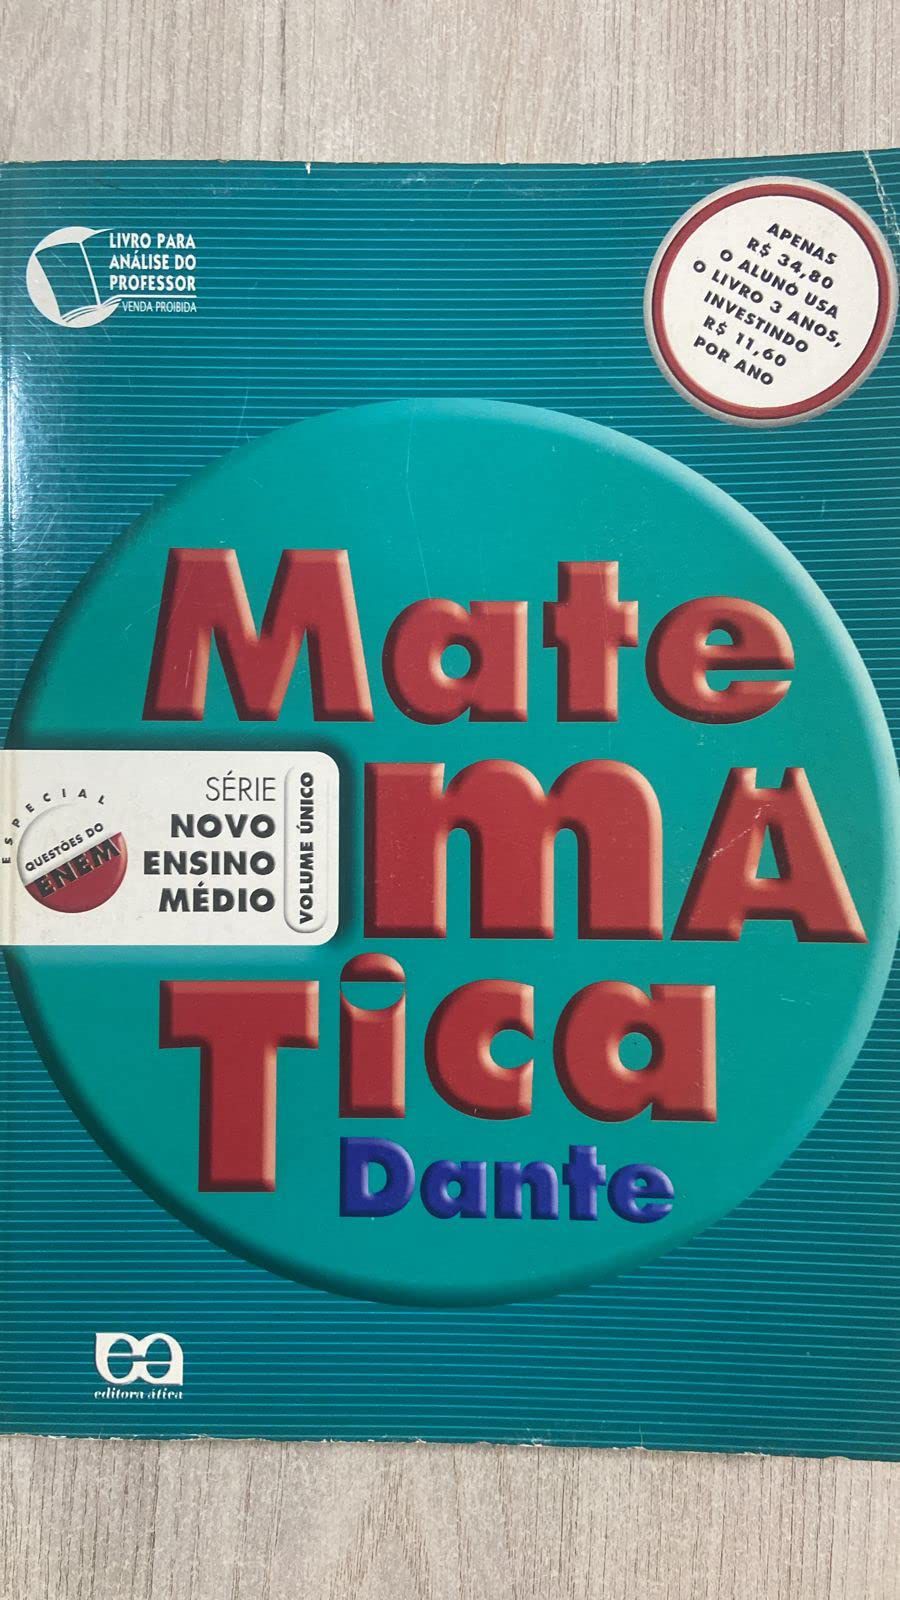 LIVRO PARA
ANÁLISE DO
PROFESSOR
VENDA PROIBIDA
APENAS
R$ 34,80
O ALUNO USA
O LIVRO 3 ANOS,
INVESTINDO
R$ 11,60
POR ANO
Mate
mA
Tica
Dante
ESPECIAL
QUESTÕES DO
ENEM
SÉRIE
NOVO
ENSINO
MÉDIO
VOLUME ÚNICO
ea
editora ática